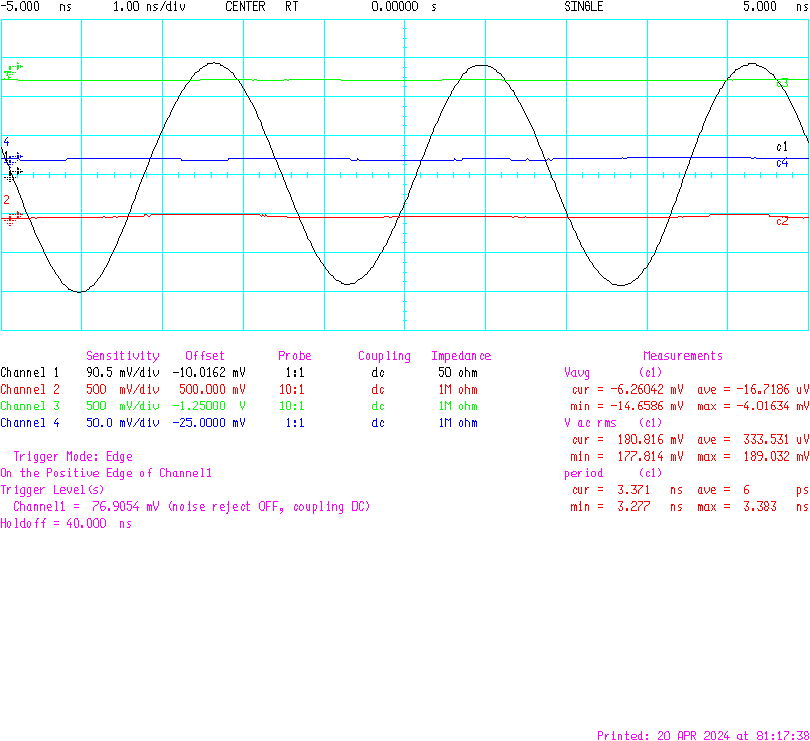 -5.000 ns 1.00 ns/div CENTER RT 0.00000 s SINGLE 5.000 ns
3
c3
4
c1
c4
1
2
c2
Sensitivity Offset Probe Coupling Impedance Measurements
Channel 1 90.5 mV/div -10.0162 mV 1:1 dc 50 ohm Vavg (c1)
Channel 2 500 mV/div 500.000 mV 10:1 dc 1M ohm cur = -6.26042 mV ave = -16.7186 uV
Channel 3 500 mV/div -1.25000 V 10:1 dc 1M ohm min = -14.6586 mV max = -4.01634 mV
Channel 4 50.0 mV/div -25.0000 mV 1:1 dc 1M ohm V ac rms (c1)
cur = 180.816 mV ave = 333.531 uV
Trigger Mode: Edge min = 177.814 mV max = 189.032 mV
On the Positive Edge of Channel1 period (c1)
Trigger Level(s) cur = 3.371 ns ave = 6 ps
Channel1 = 76.9054 mV (noise reject OFF, coupling DC) min = 3.277 ns max = 3.383 ns
Holdoff = 40.000 ns
Printed: 20 APR 2024 at 81:17:38